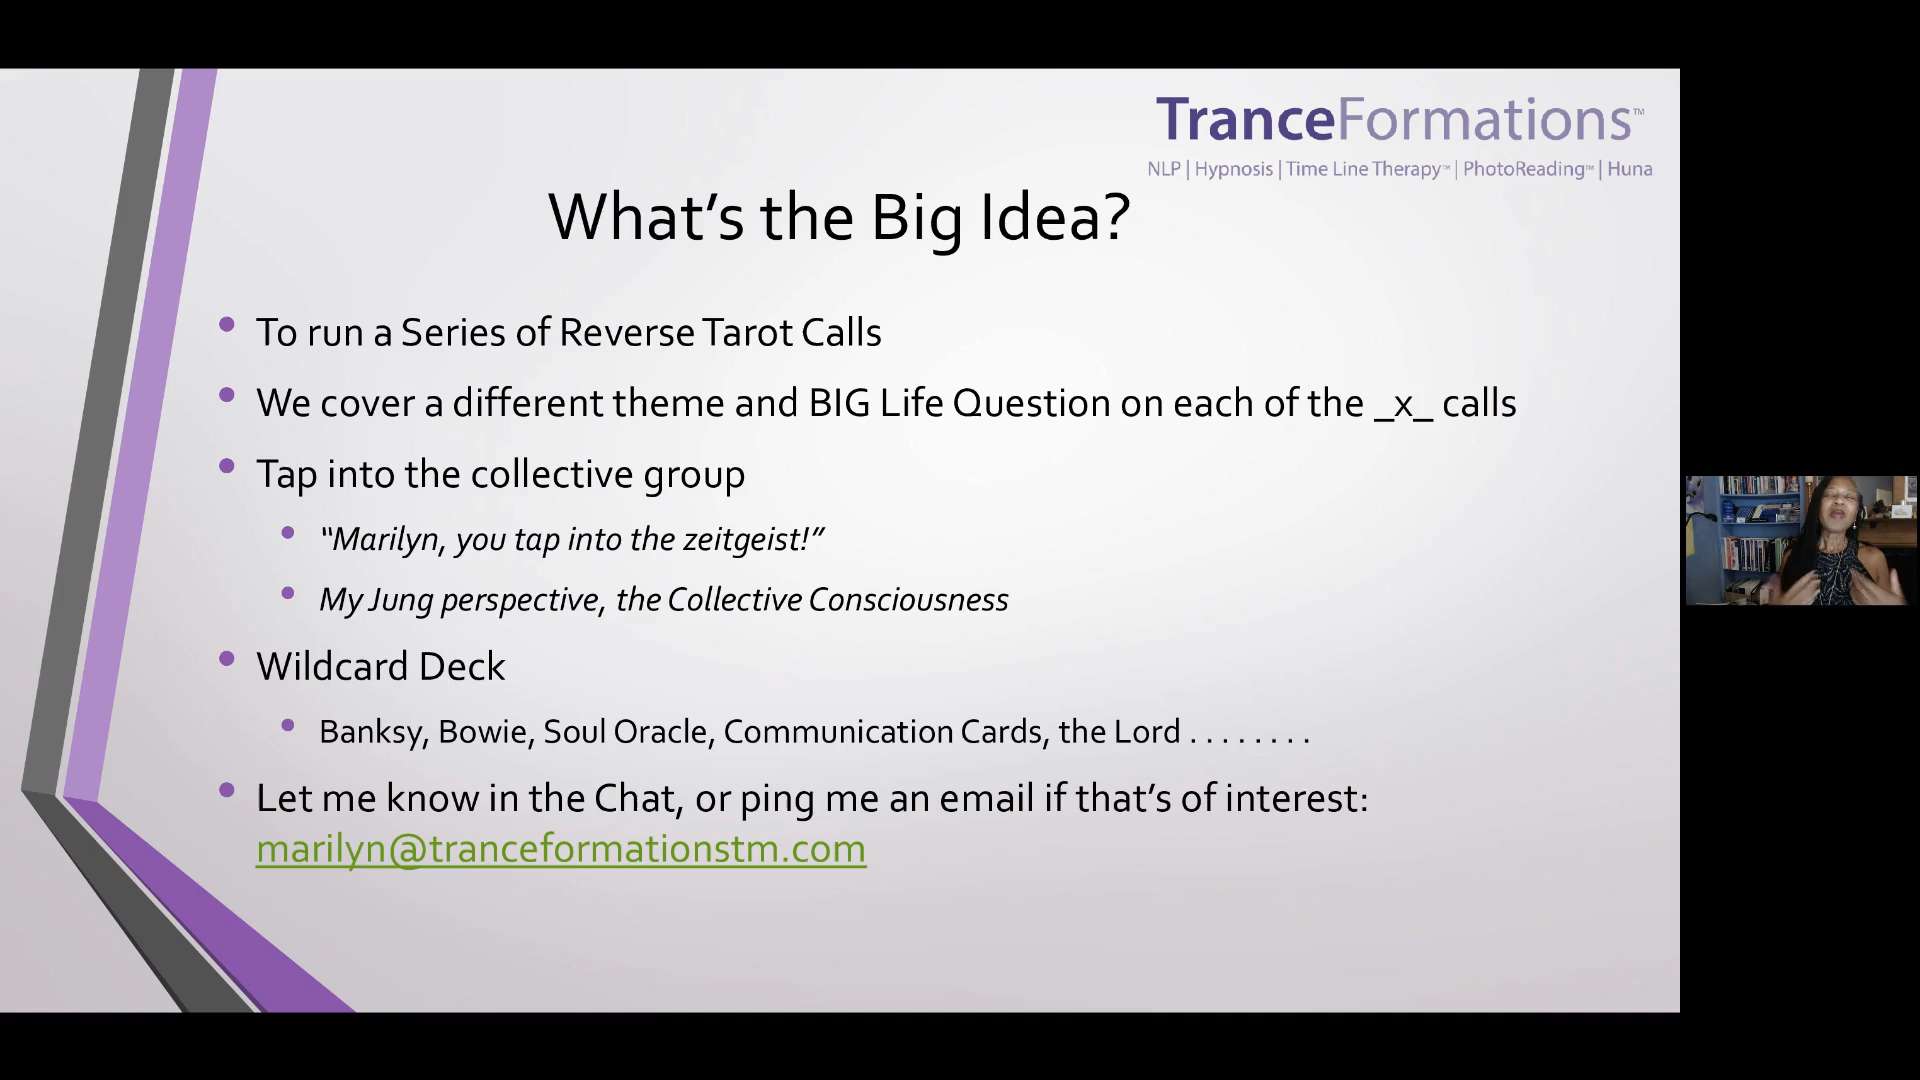 TranceFormations™
NLP | Hypnosis | Time Line Therapy™ | PhotoReading™ | Huna
What’s the Big Idea?
• To run a Series of Reverse Tarot Calls
• We cover a different theme and BIG Life Question on each of the _x_ calls
• Tap into the collective group
• “Marilyn, you tap into the zeitgeist!”
• My Jung perspective, the Collective Consciousness
• Wildcard Deck
• Banksy, Bowie, Soul Oracle, Communication Cards, the Lord . . . . . . . .
• Let me know in the Chat, or ping me an email if that’s of interest:
marilyn@tranceformationstm.com